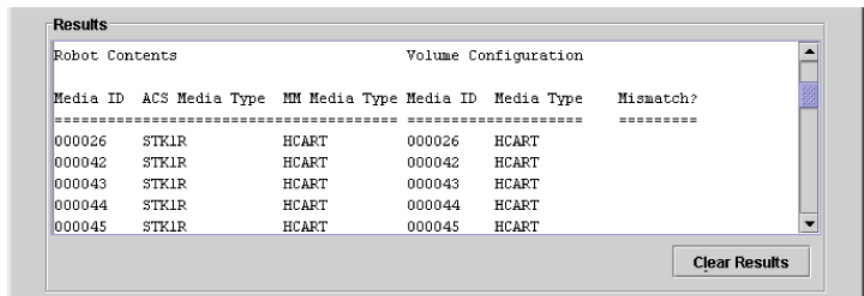 Results
Robot Contents Volume Configuration
Media ID ACS Media Type MM Media Type Media ID Media Type Mismatch?
======================================= ==================== =========
000026 STK1R HCART 000026 HCART
000042 STK1R HCART 000042 HCART
000043 STK1R HCART 000043 HCART
000044 STK1R HCART 000044 HCART
000045 STK1R HCART 000045 HCART
Clear Results